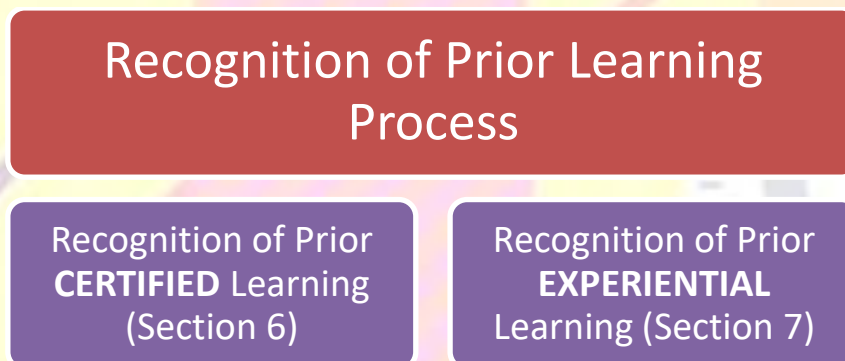 Recognition of Prior Learning
Process
Recognition of Prior
CERTIFIED Learning
(Section 6)
Recognition of Prior
EXPERIENTIAL
Learning (Section 7)